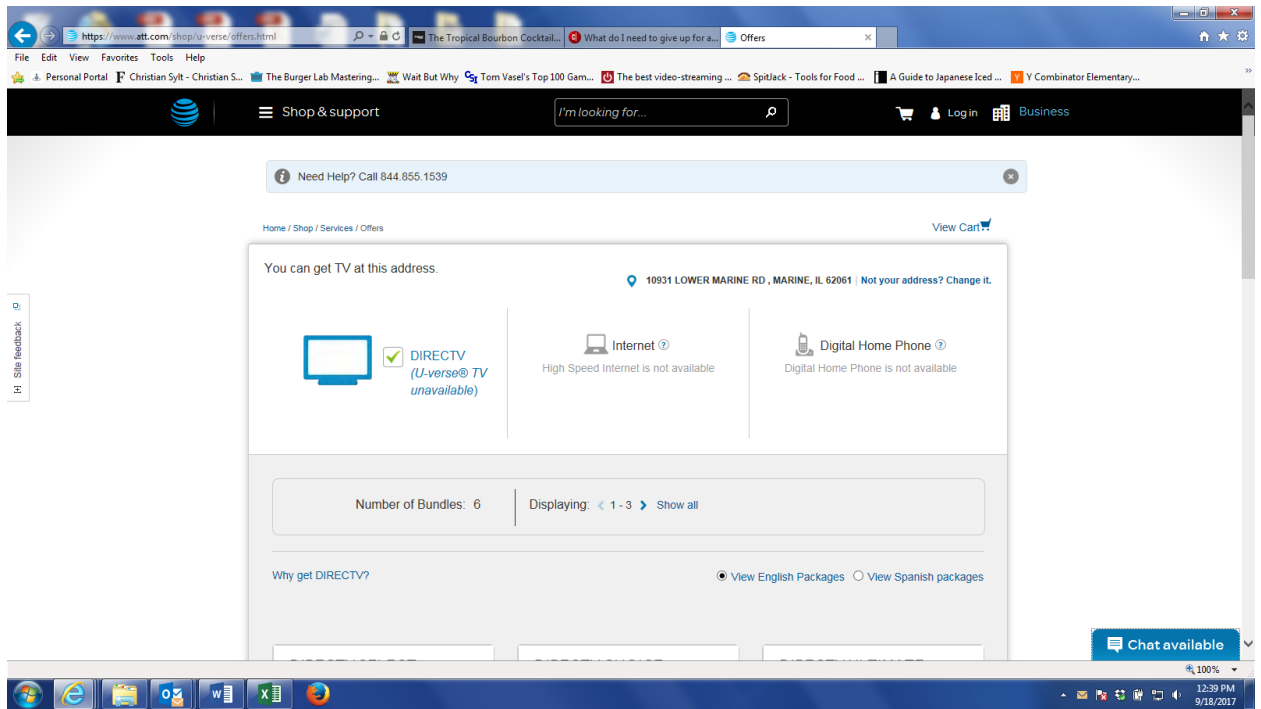 https://www.att.com/shop/u-verse/offers.html
The Tropical Bourbon Cocktail...
What do I need to give up for a...
Offers
File Edit View Favorites Tools Help
Personal Portal
Christian Sylt - Christian S...
The Burger Lab Mastering...
Wait But Why
CSI Tom Vasel's Top 100 Gam...
The best video-streaming ...
SpitJack - Tools for Food ...
A Guide to Japanese Iced ...
Y Combinator Elementary...
Shop & support
I'm looking for...
Log in
Business
Need Help? Call 844.855.1539
Home / Shop / Services / Offers
View Cart
You can get TV at this address.
10931 LOWER MARINE RD , MARINE, IL 62061 | Not your address? Change it.
DIRECTV
(U-verse® TV
unavailable)
Internet ?
High Speed Internet is not available
Digital Home Phone ?
Digital Home Phone is not available
[+] Site feedback
Number of Bundles: 6
Displaying: < 1 - 3 > Show all
Why get DIRECTV?
View English Packages
View Spanish packages
Chat available
100%
12:39 PM
9/18/2017